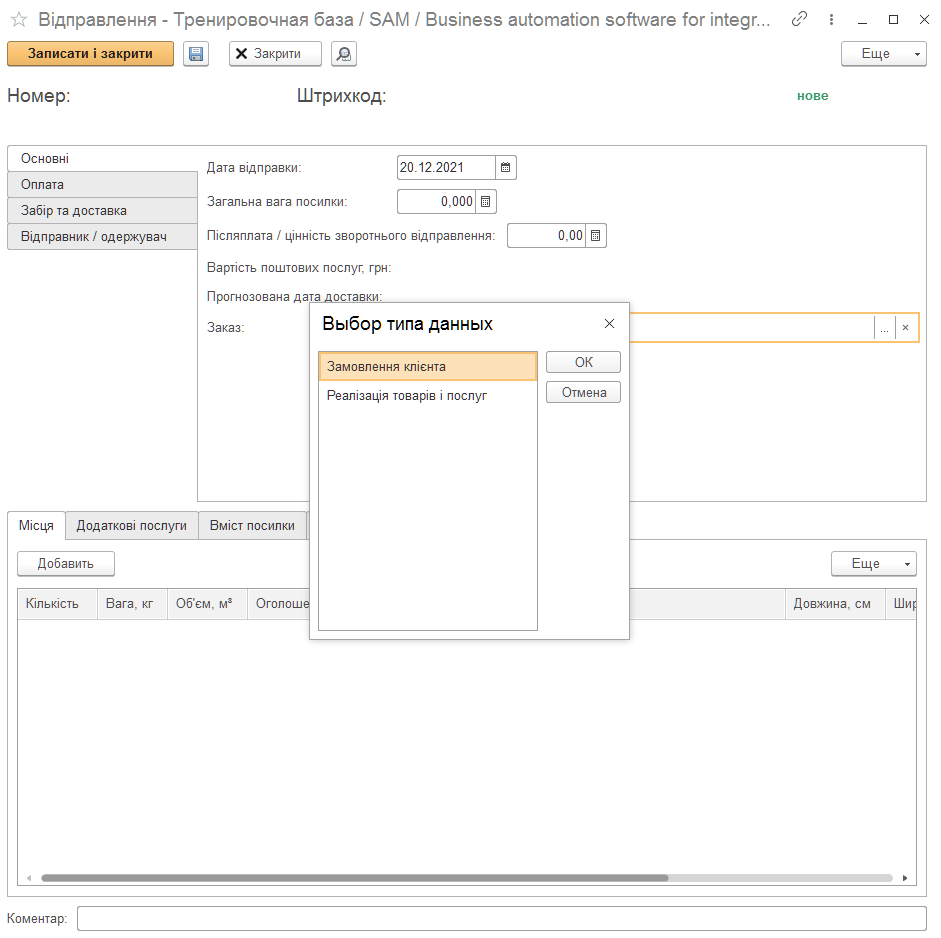 Відправлення - Тренировочная база / SAM / Business automation software for integr...
Записати і закрити
Закрити
Еще
Номер:
Штрихкод:
нове
Основні
Оплата
Забір та доставка
Відправник / одержувач
Дата відправки:
20.12.2021
Загальна вага посилки:
0,000
Післяплата / цінність зворотнього відправлення:
0,00
Вартість поштових послуг, грн:
Прогнозована дата доставки:
Заказ:
...
×
Выбор типа данных
Замовлення клієнта
Реалізація товарів і послуг
ОК
Отмена
Місця
Додаткові послуги
Вміст посилки
Добавить
Еще
Кількість
Вага, кг
Об'єм, м³
Оголоше
Довжина, см
Шир
Коментар: